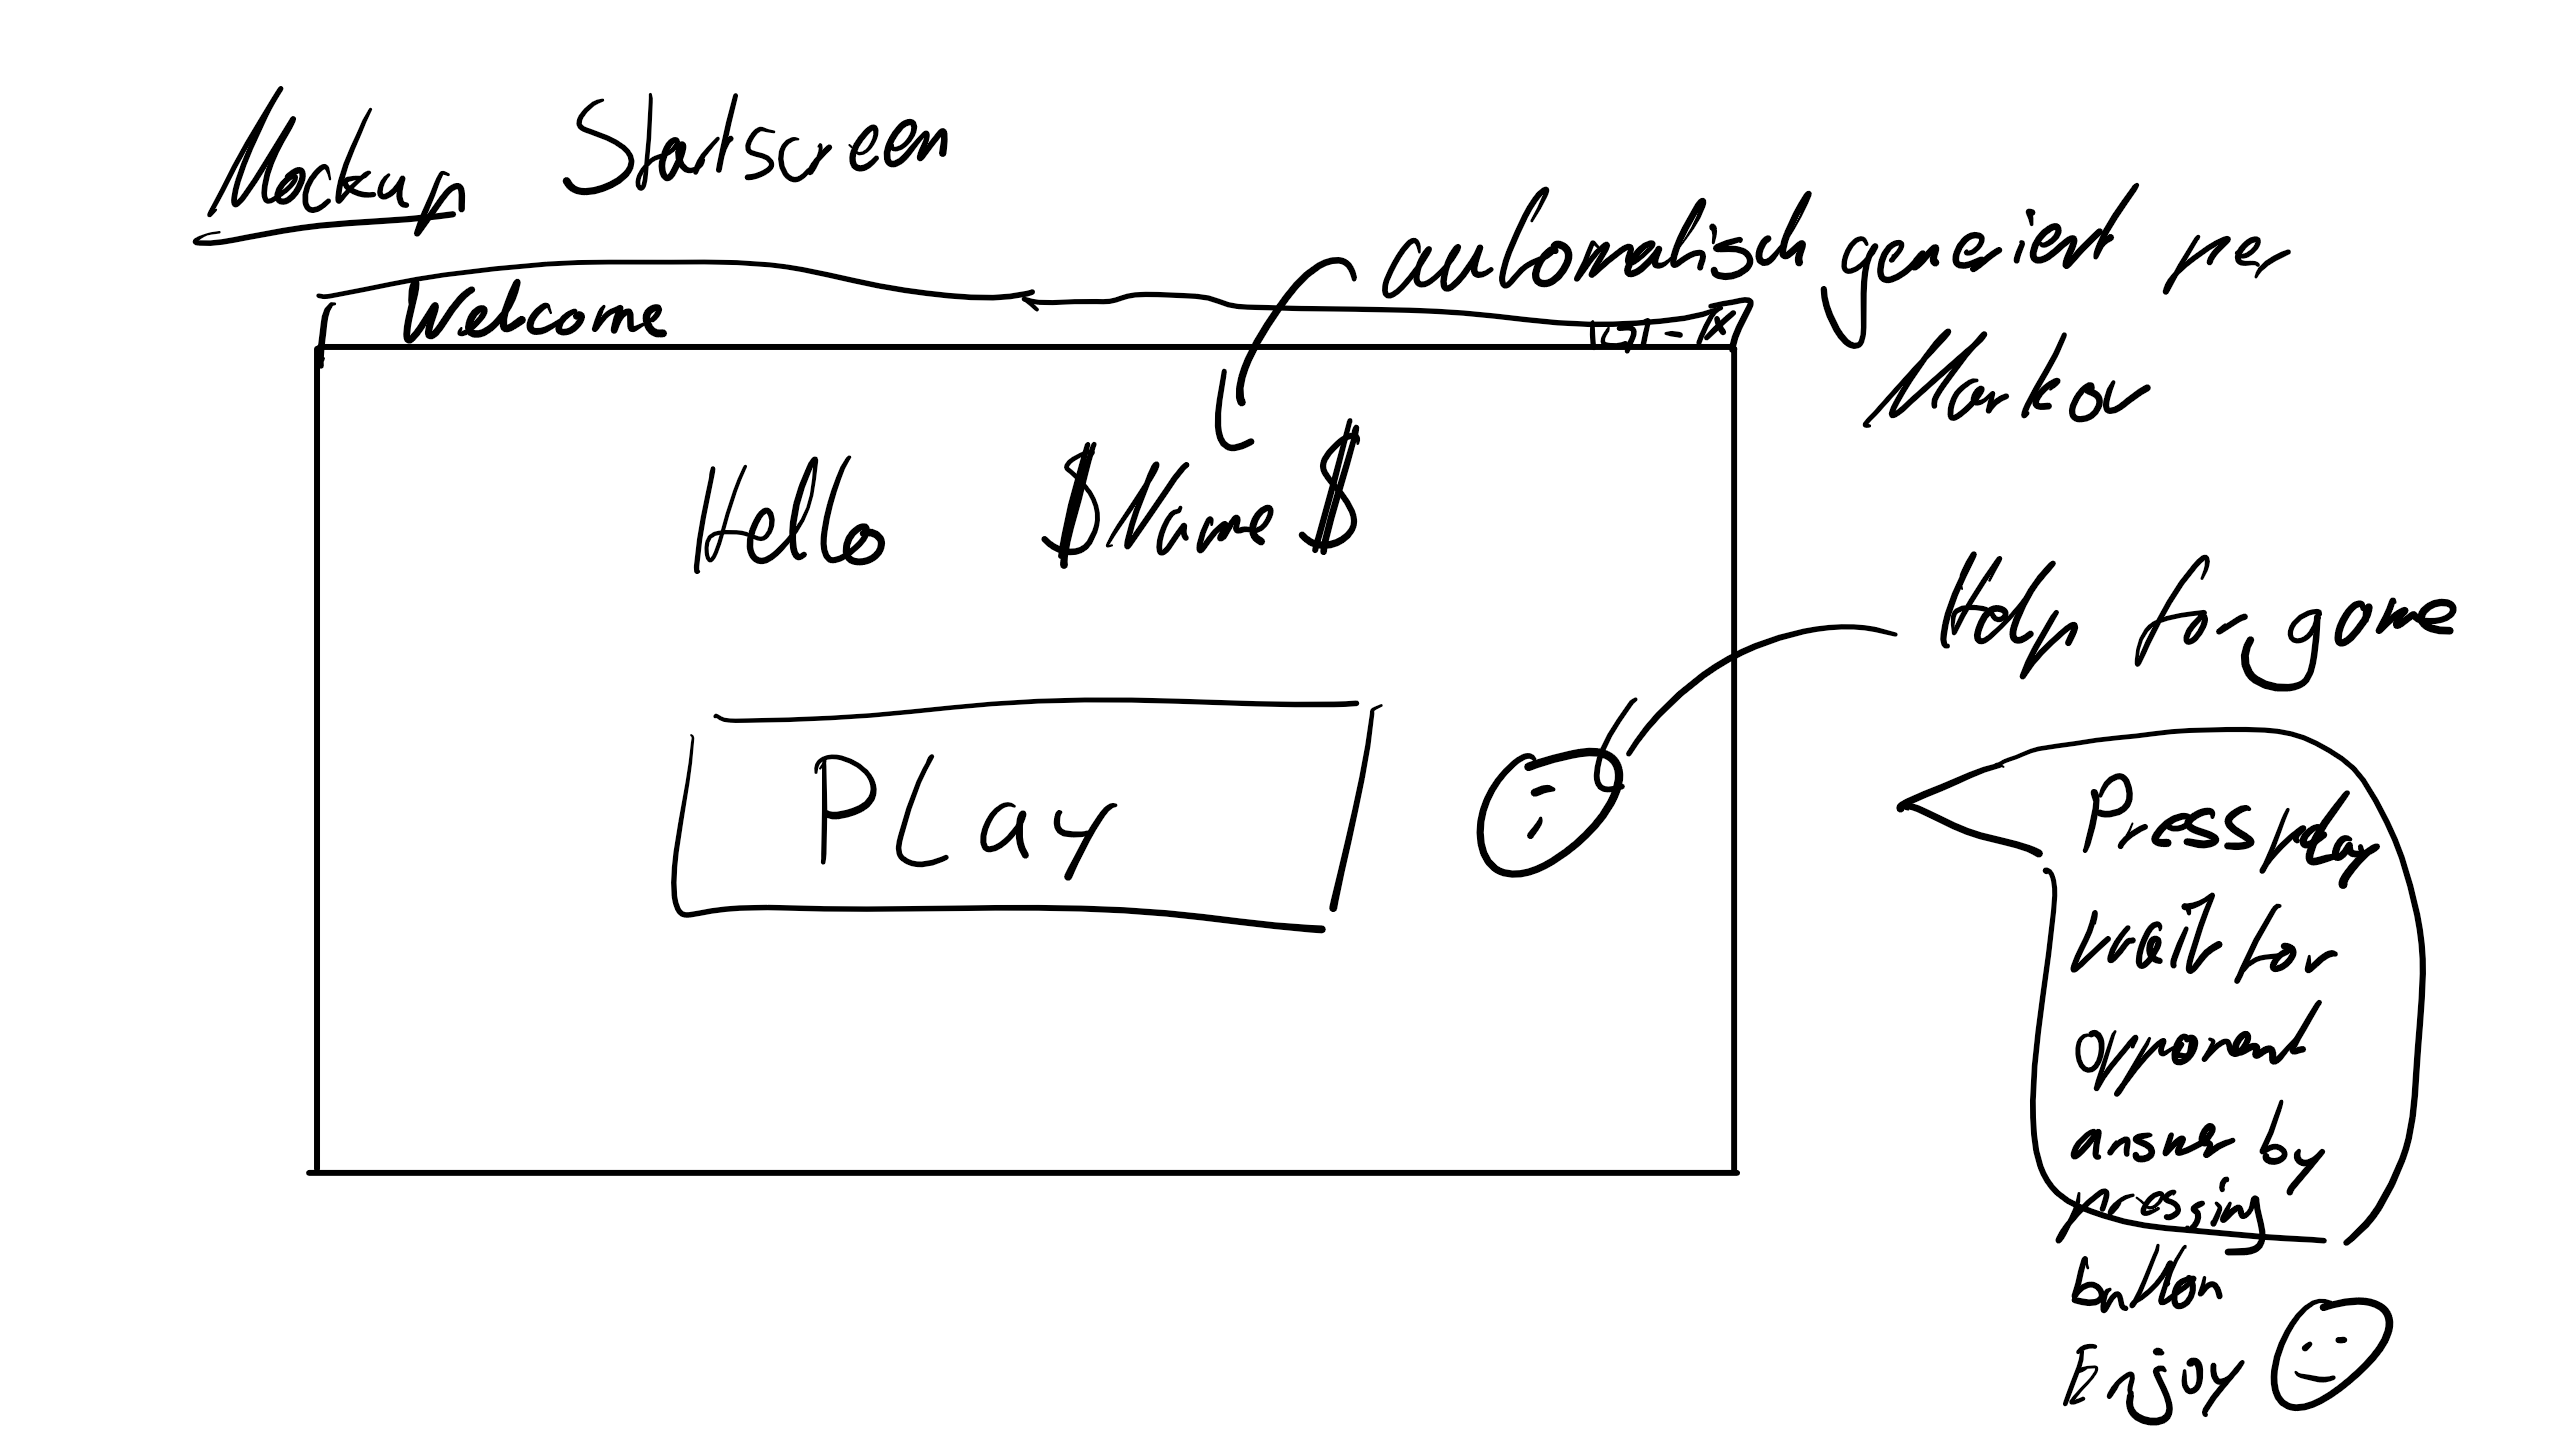 Mockup Startscreen
automatisch generiert per
Markov
Welcome
Hello $Name$
Play
Help for game
Press play
wait for
opponent
answer by
pressing
button
Enjoy